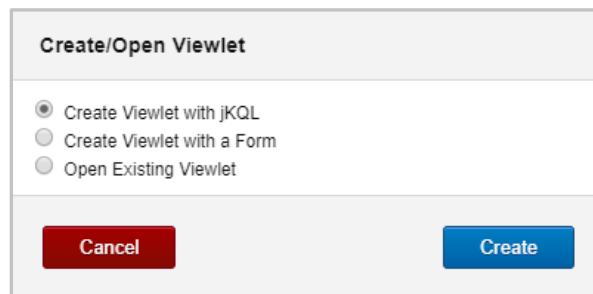 Create/Open Viewlet
Create Viewlet with jKQL
Create Viewlet with a Form
Open Existing Viewlet
Cancel Create